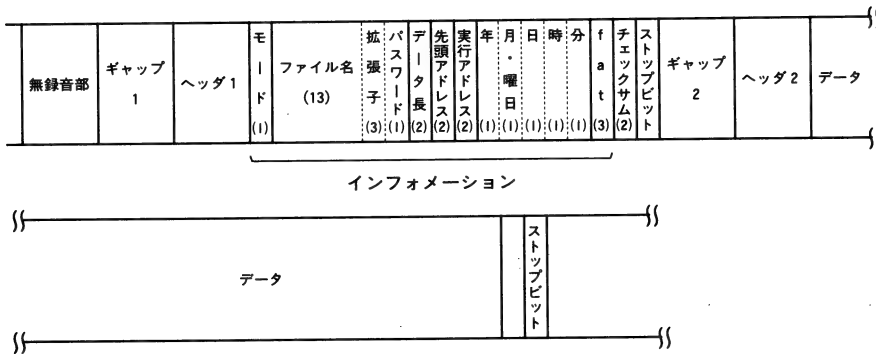 無録音部
ギャップ
1
ヘッダ1
モード
(1)
ファイル名
(13)
拡張子
(3)
パスワード
(1)
データ長
(2)
先頭アドレス
(2)
実行アドレス
(2)
年
(1)
月・曜日
(1)
日
(1)
時
(1)
分
(1)
fat
(3)
チェックサム
(2)
ストップビット
ギャップ
2
ヘッダ2
データ
インフォメーション
データ
ストップビット